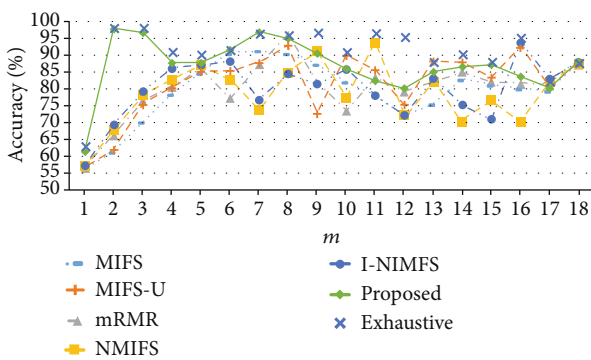 100
95
90
85
80
75
70
65
60
55
50
Accuracy (%)
1 2 3 4 5 6 7 8 9 10 11 12 13 14 15 16 17 18
m
MIFS
MIFS-U
mRMR
NMIFS
I-NIMFS
Proposed
Exhaustive